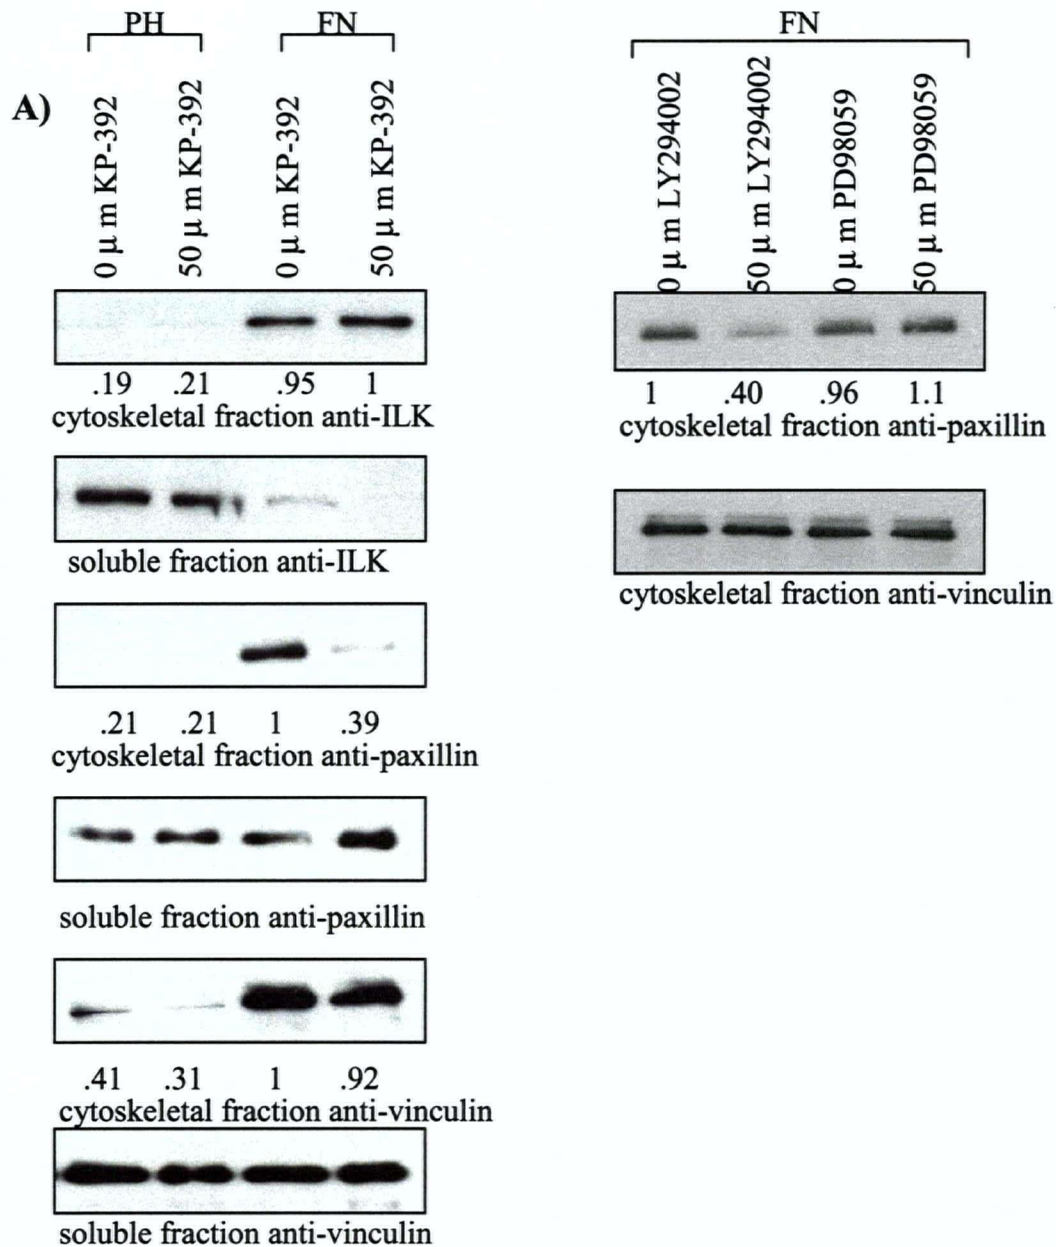 PH FN
A)
0 µ m KP-392
50 µ m KP-392
0 µ m KP-392
50 µ m KP-392
.19 .21 .95 1
cytoskeletal fraction anti-ILK
soluble fraction anti-ILK
.21 .21 1 .39
cytoskeletal fraction anti-paxillin
soluble fraction anti-paxillin
.41 .31 1 .92
cytoskeletal fraction anti-vinculin
soluble fraction anti-vinculin
FN
0 µ m LY294002
50 µ m LY294002
0 µ m PD98059
50 µ m PD98059
1 .40 .96 1.1
cytoskeletal fraction anti-paxillin
cytoskeletal fraction anti-vinculin